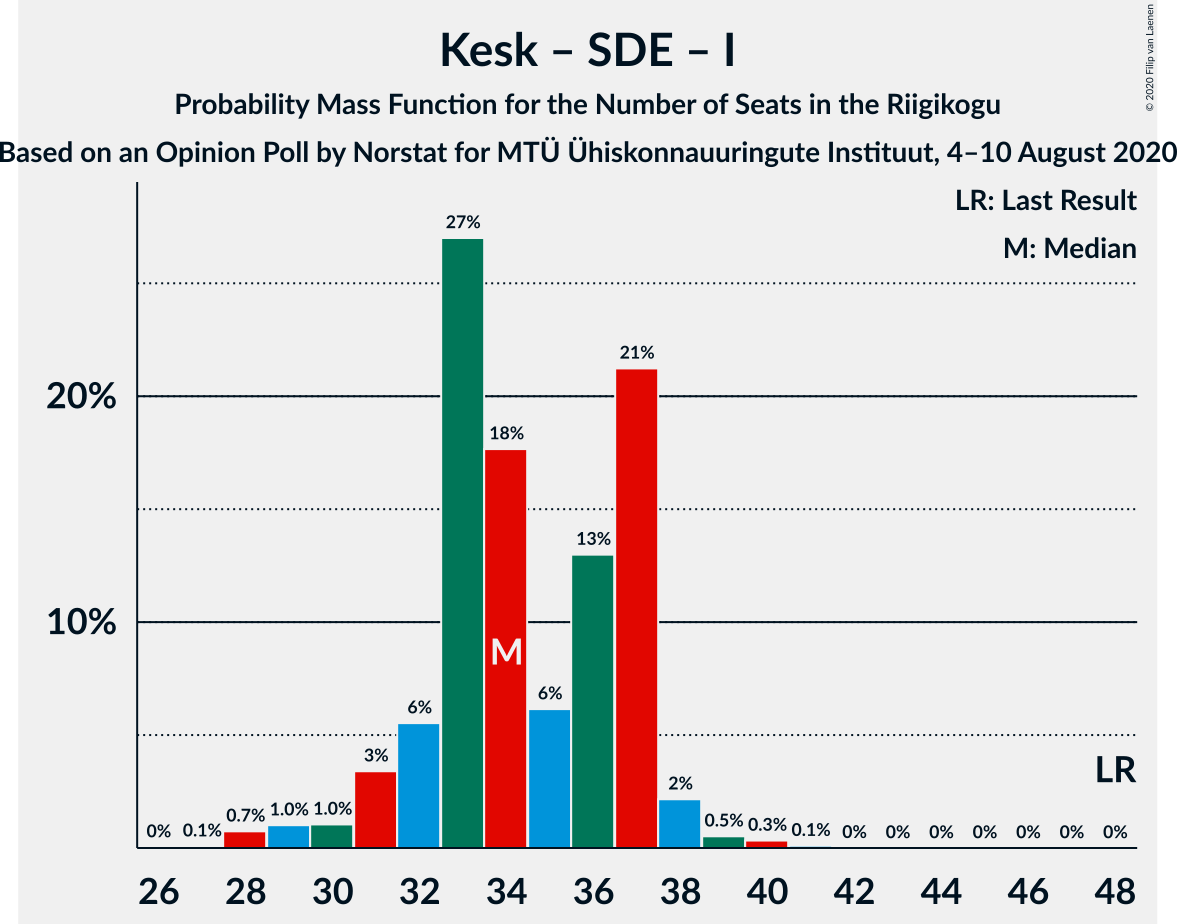 Kesk – SDE – I
Probability Mass Function for the Number of Seats in the Riigikogu
Based on an Opinion Poll by Norstat for MTÜ Ühiskonnauuringute Instituut, 4–10 August 2020
© 2020 Filip van Laenen
LR: Last Result
M: Median
27%
21%
20%
18%
13%
10%
M
6%
6%
3%
LR
2%
0% 0.1% 0.7% 1.0% 1.0% 0.5% 0.3% 0.1% 0% 0% 0% 0% 0% 0% 0%
26 28 30 32 34 36 38 40 42 44 46 48